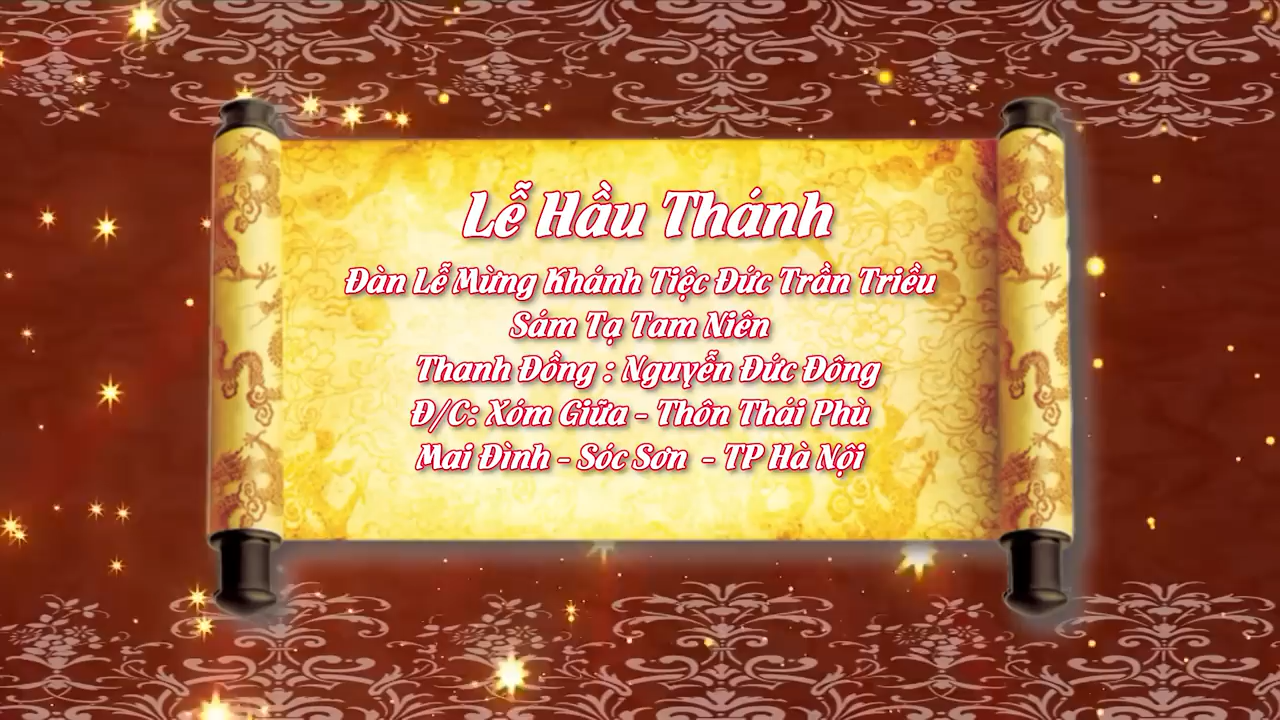 Lễ Hầu Thánh
Đàn Lễ Mừng Khánh Tiệc Đức Trần Triều
Sám Tạ Tam Niên
Thanh Đồng : Nguyễn Đức Đông
Đ/C: Xóm Giữa - Thôn Thái Phù
Mai Đình - Sóc Sơn - TP Hà Nội